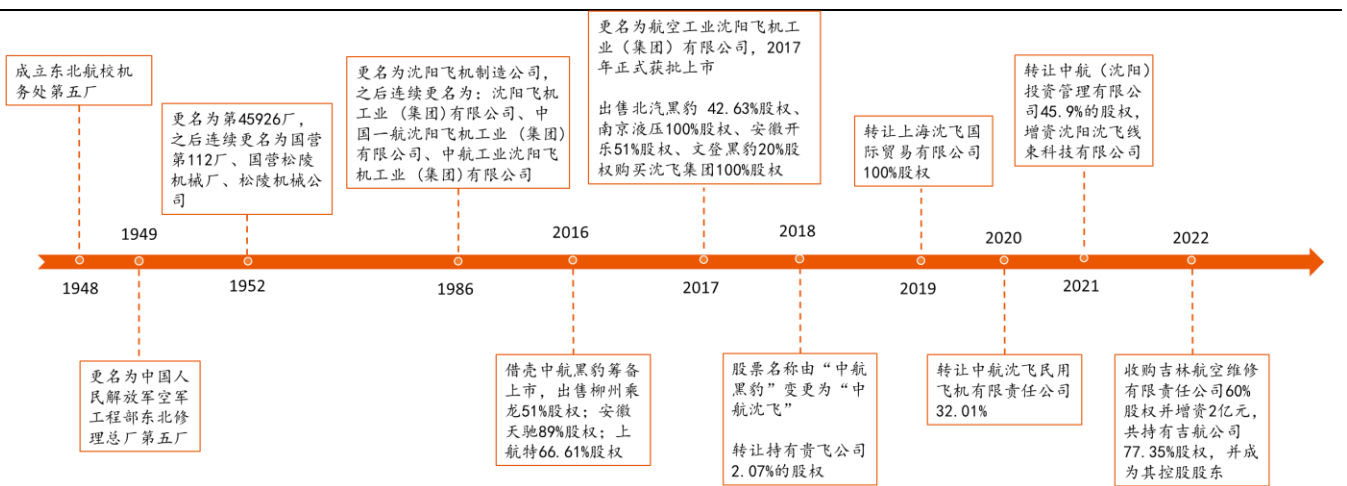 成立东北航校机
务处第五厂
1948
1949
更名为中国人
民解放军空军
工程部东北修
理总厂第五厂
更名为第45926厂，
之后连续更名为国营
第112厂、国营松陵
机械厂、松陵机械公
司
1952
更名为沈阳飞机制造公司，
之后连续更名为：沈阳飞机
工业（集团)有限公司、中
国一航沈阳飞机工业（集团)
有限公司、中航工业沈阳飞
机工业（集团)有限公司
1986
2016
借壳中航黑豹筹备
上市，出售柳州乘
龙51%股权；安徽
天驰89%股权；上
航特66.61%股权
更名为航空工业沈阳飞机工
业（集团）有限公司，2017
年正式获批上市
出售北汽黑豹 42.63%股权、
南京液压100%股权、安徽开
乐51%股权、文登黑豹20%股
权购买沈飞集团100%股权
2017
2018
股票名称由“中航
黑豹”变更为“中
航沈飞”
转让持有贵飞公司
2.07%的股权
转让上海沈飞国
际贸易有限公司
100%股权
2019
2020
转让中航沈飞民用
飞机有限责任公司
32.01%
转让中航（沈阳）
投资管理有限公
司45.9%的股权，
增资沈阳沈飞线
束科技有限公司
2021
2022
收购吉林航空维修
有限责任公司60%
股权并增资2亿元，
共持有吉航公司
77.35%股权，并成
为其控股股东